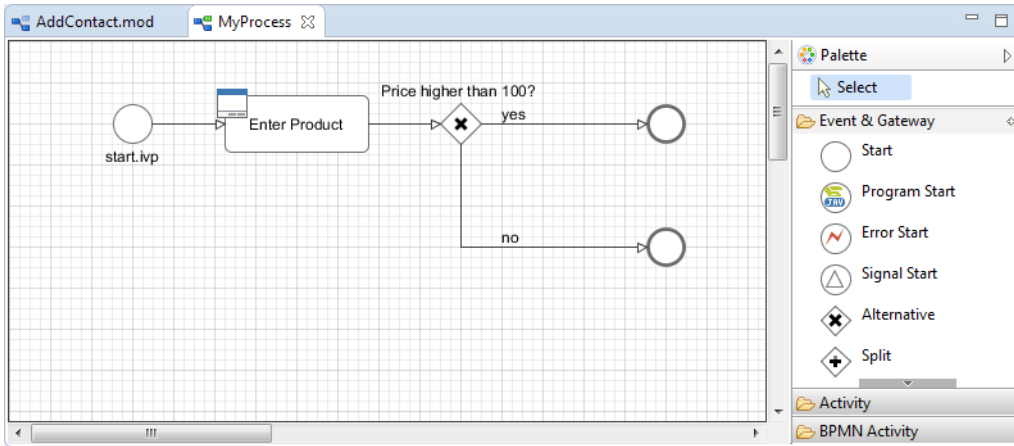 AddContact.mod
MyProcess
Palette
Select
Event & Gateway
Start
Program Start
JAV
Error Start
Signal Start
Alternative
Split
Activity
BPMN Activity
Price higher than 100?
Enter Product
yes
start.ivp
no